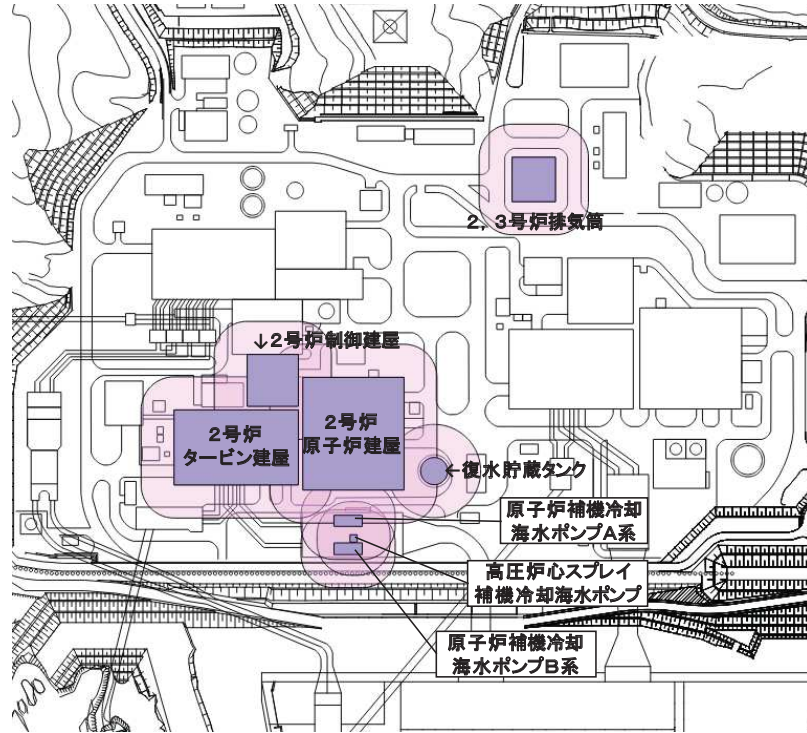 2，3号炉排気筒
↓2号炉制御建屋
2号炉
タービン建屋
2号炉
原子炉建屋
←復水貯蔵タンク
原子炉補機冷却
海水ポンプA系
高圧炉心スプレイ
補機冷却海水ポンプ
原子炉補機冷却
海水ポンプB系